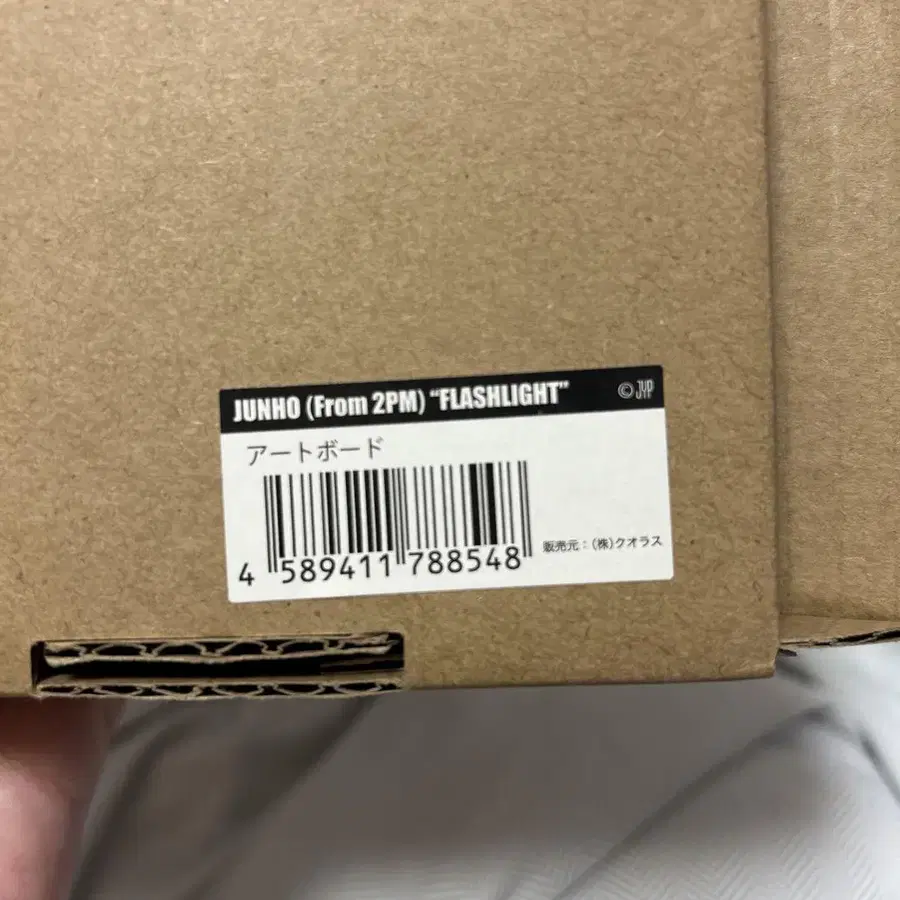 JUNHO (From 2PM) “FLASHLIGHT”
©
アートボード
4 589411 788548
販売元：(株)クオラス